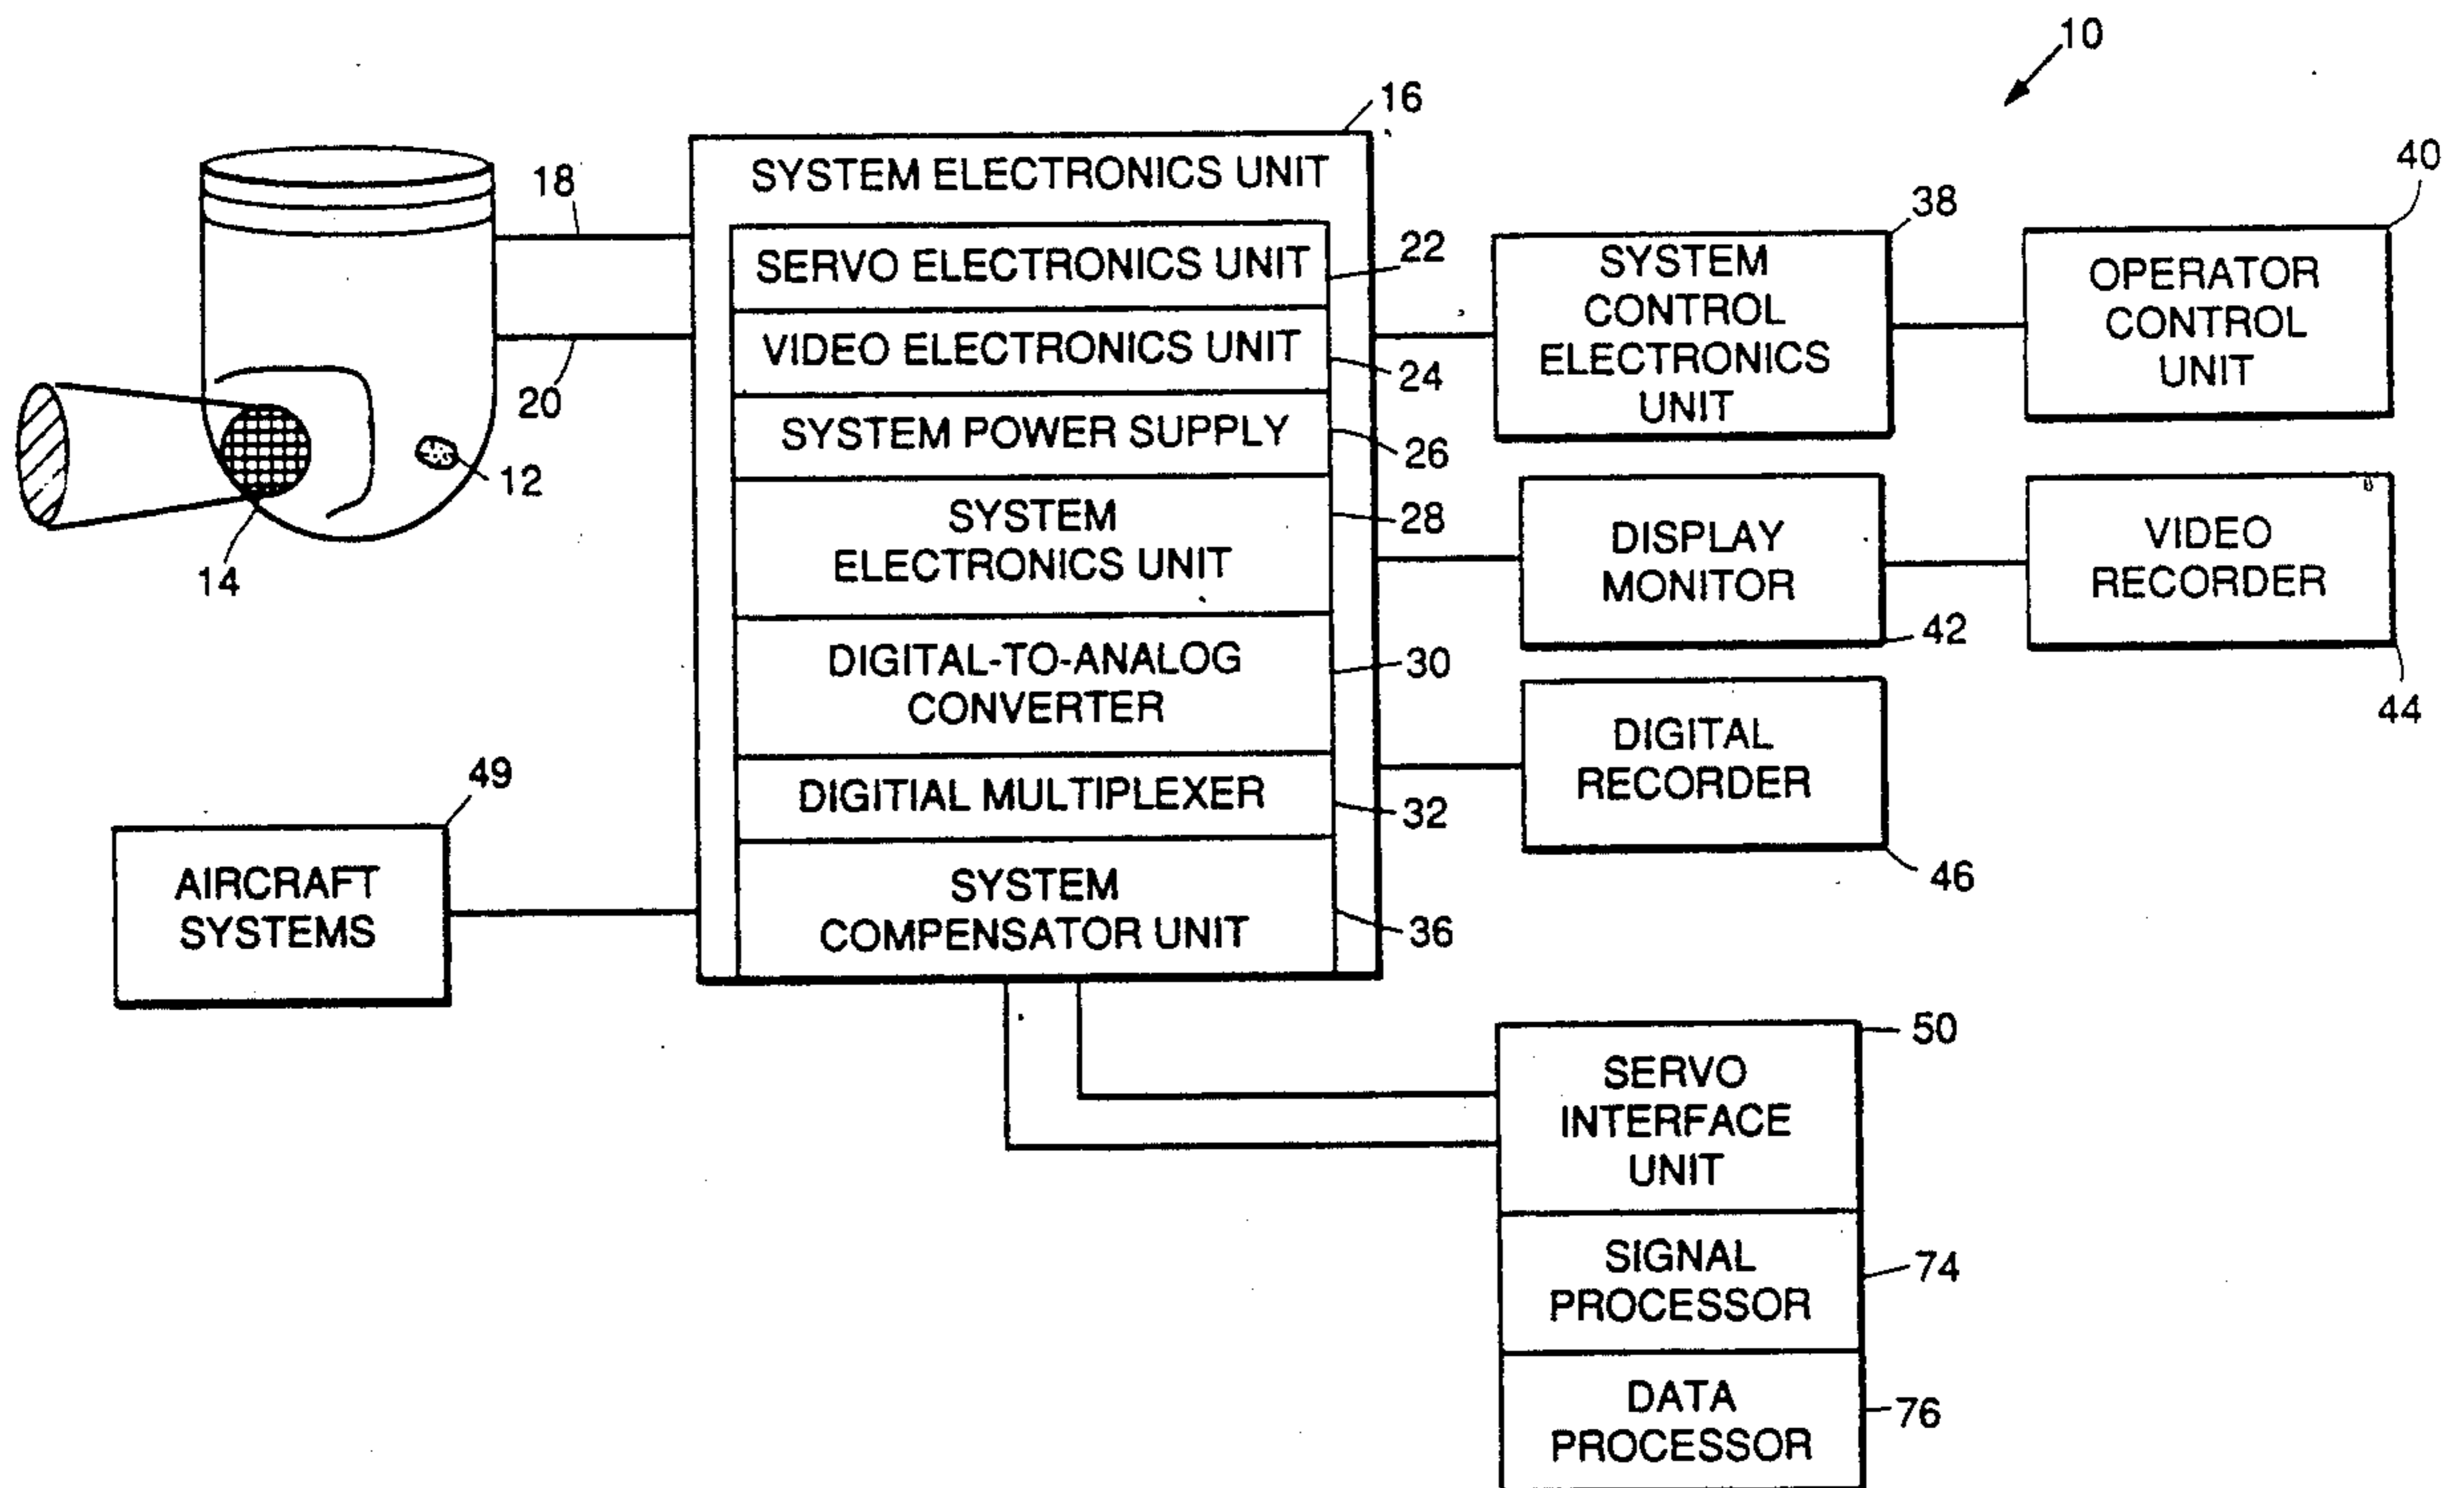 10
16
SYSTEM ELECTRONICS UNIT
18
20
12
14
SERVO ELECTRONICS UNIT
22
VIDEO ELECTRONICS UNIT
24
SYSTEM POWER SUPPLY
26
SYSTEM
ELECTRONICS UNIT
28
DIGITAL-TO-ANALOG
CONVERTER
30
DIGITIAL MULTIPLEXER
32
SYSTEM
COMPENSATOR UNIT
36
38
SYSTEM
CONTROL
ELECTRONICS
UNIT
40
OPERATOR
CONTROL
UNIT
DISPLAY
MONITOR
42
VIDEO
RECORDER
44
DIGITAL
RECORDER
46
49
AIRCRAFT
SYSTEMS
50
SERVO
INTERFACE
UNIT
SIGNAL
PROCESSOR
74
DATA
PROCESSOR
76